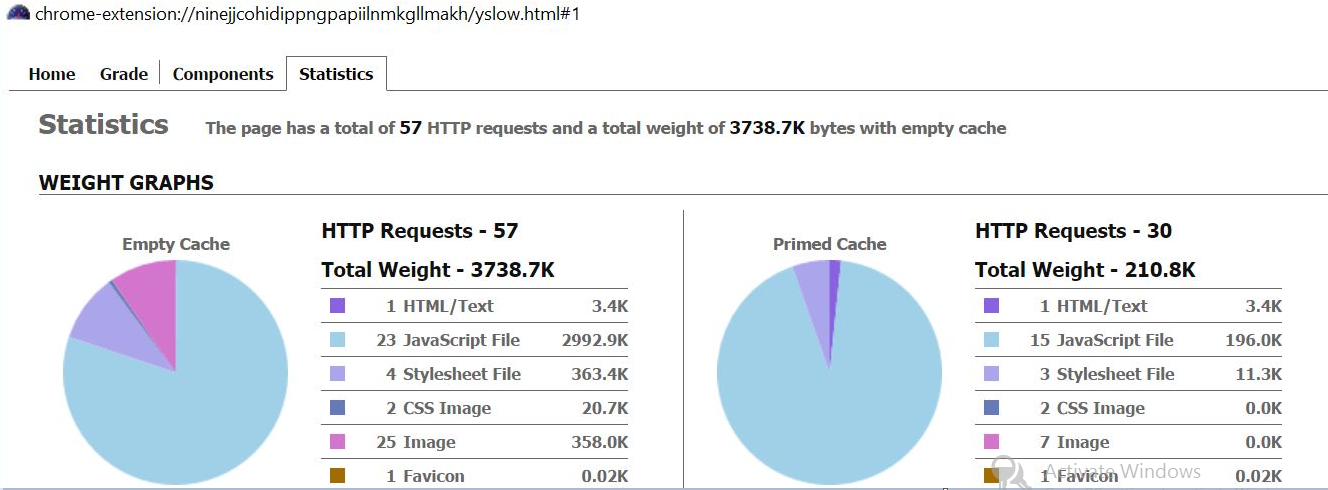 chrome-extension://ninejjcohidippngpapiilnmkgllmakh/yslow.html#1
Home Grade Components Statistics
Statistics The page has a total of 57 HTTP requests and a total weight of 3738.7K bytes with empty cache
WEIGHT GRAPHS
Empty Cache
HTTP Requests - 57
Total Weight - 3738.7K
1 HTML/Text 3.4K
23 JavaScript File 2992.9K
4 Stylesheet File 363.4K
2 CSS Image 20.7K
25 Image 358.0K
1 Favicon 0.02K
Primed Cache
HTTP Requests - 30
Total Weight - 210.8K
1 HTML/Text 3.4K
15 JavaScript File 196.0K
3 Stylesheet File 11.3K
2 CSS Image 0.0K
7 Image 0.0K
1 Favicon 0.02K
Activate Windows